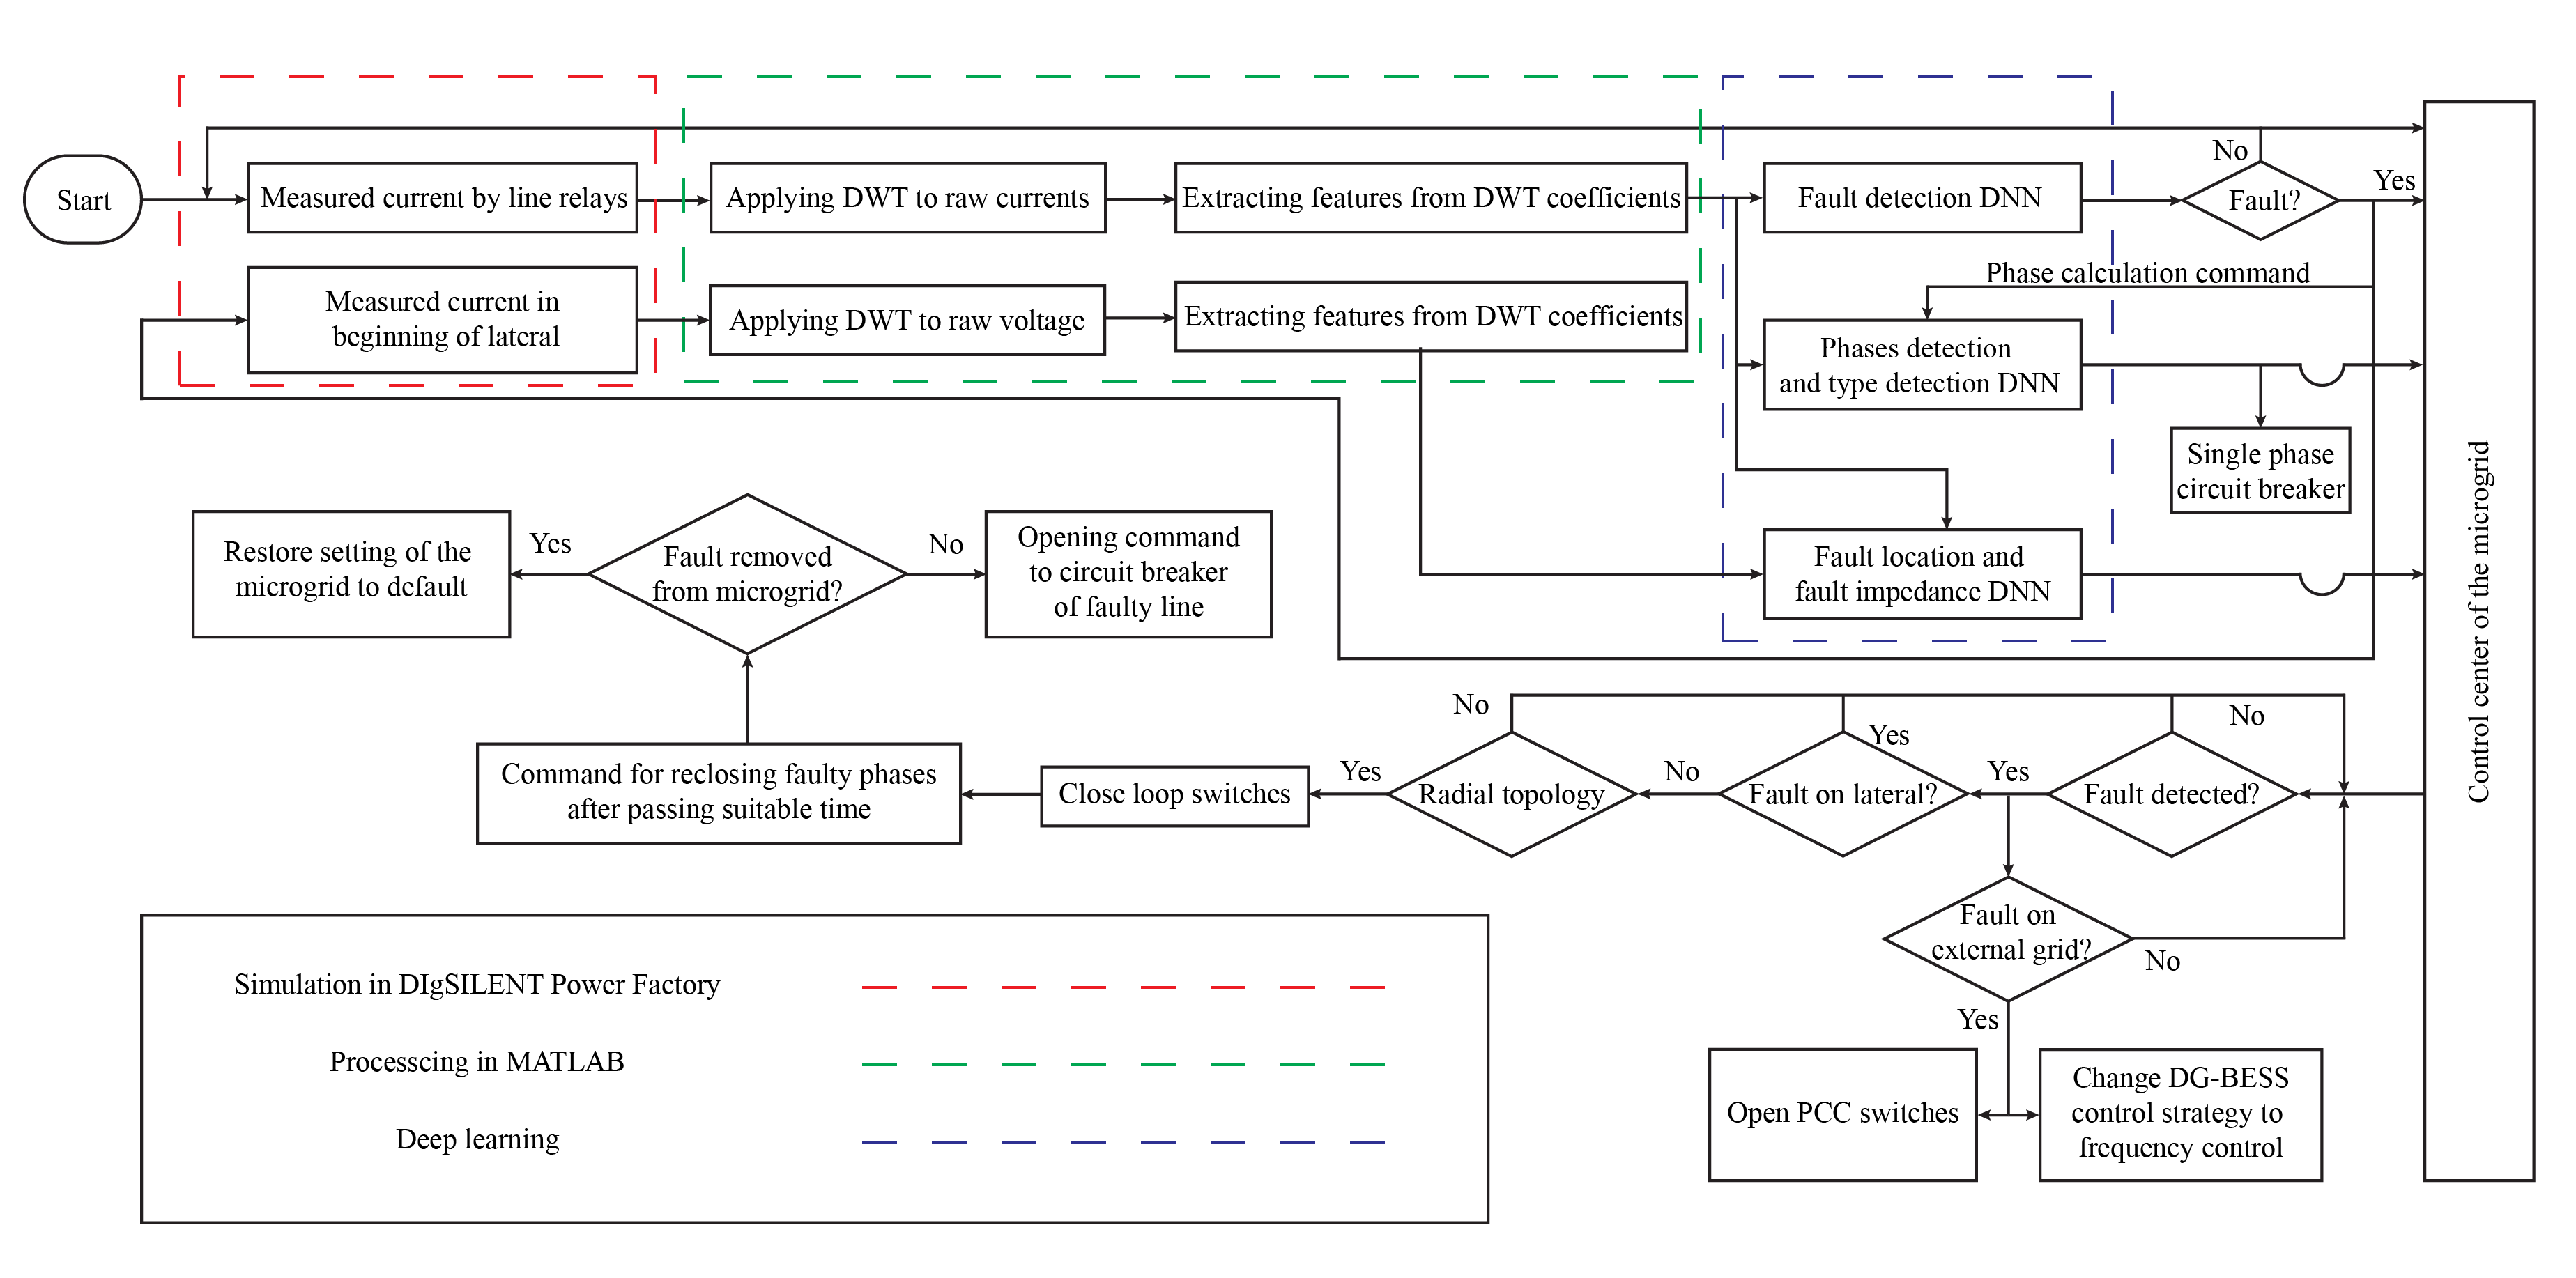 Start
Measured current by line relays
Applying DWT to raw currents
Extracting features from DWT coefficients
Fault detection DNN
No
Fault?
Yes
Measured current in
beginning of lateral
Applying DWT to raw voltage
Extracting features from DWT coefficients
Phase calculation command
Phases detection
and type detection DNN
Single phase
circuit breaker
Fault location and
fault impedance DNN
Control center of the microgrid
Restore setting of the
microgrid to default
Yes
Fault removed
from microgrid?
No
Opening command
to circuit breaker
of faulty line
Command for reclosing faulty phases
after passing suitable time
Close loop switches
Yes
No
Radial topology
No
Yes
Fault on lateral?
Yes
Fault detected?
No
Fault on
external grid?
No
Yes
Open PCC switches
Change DG-BESS
control strategy to
frequency control
Simulation in DIgSILENT Power Factory
Processcing in MATLAB
Deep learning